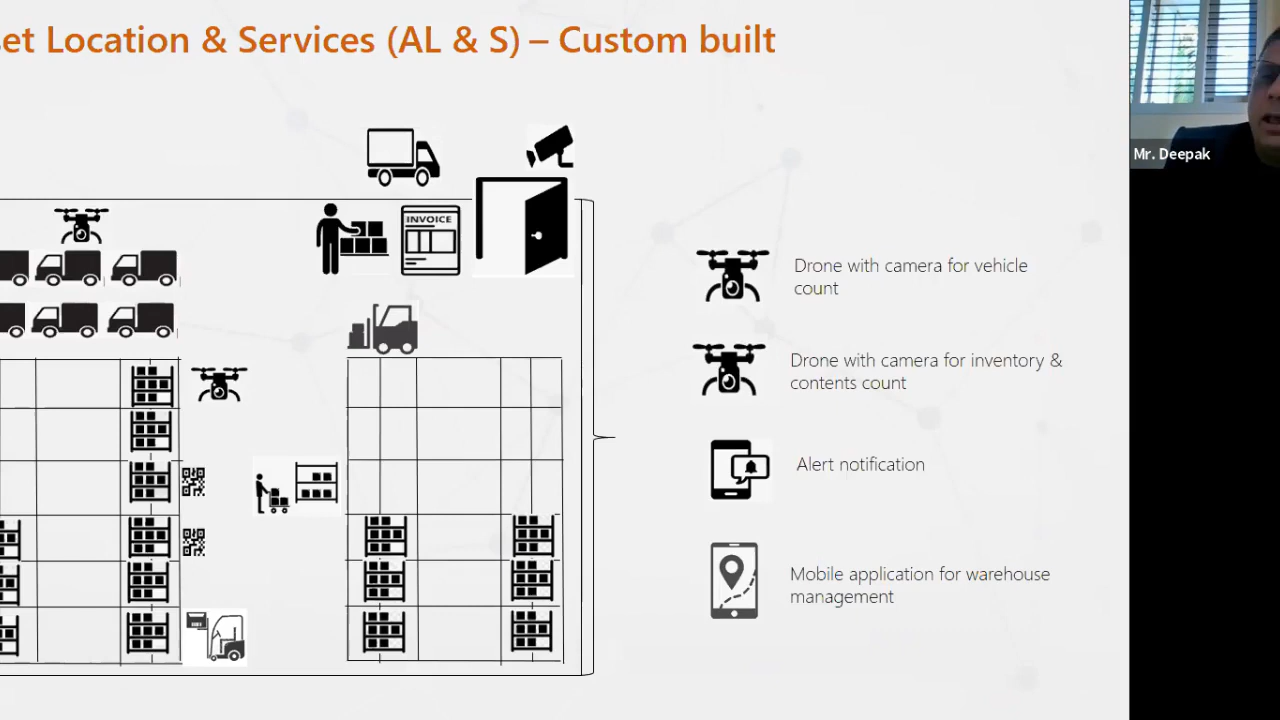 et Location & Services (AL & S) – Custom built
Mr. Deepak
INVOICE
Drone with camera for vehicle
count
Drone with camera for inventory &
contents count
Alert notification
Mobile application for warehouse
management